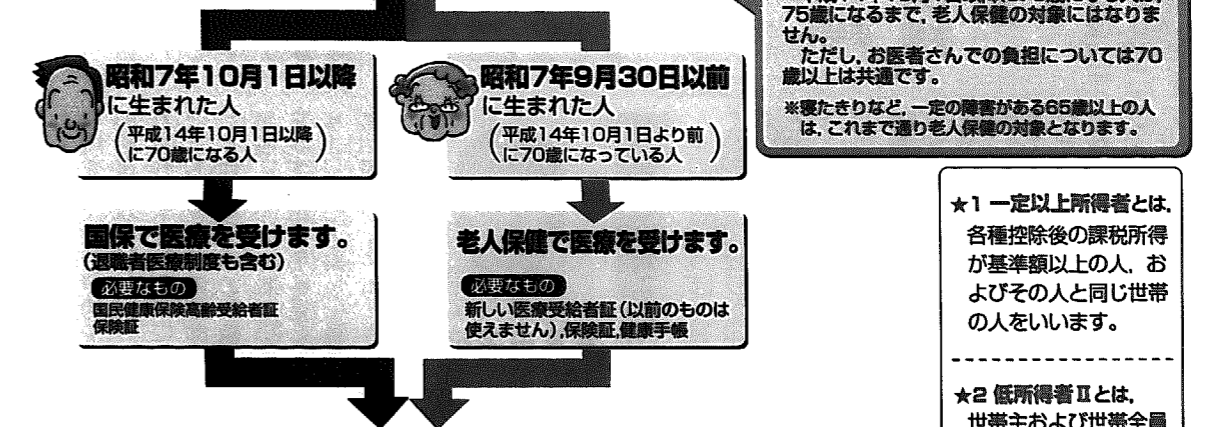 75歳になるまで、老人保健の対象にはなりま
せん。
ただし、お医者さんでの負担については70
歳以上は共通です。
※寝たきりなど、一定の障害がある65歳以上の人
は、これまで通り老人保健の対象となります。
昭和7年10月1日以降
に生まれた人
(平成14年10月1日以降
に70歳になる人)
昭和7年9月30日以前
に生まれた人
(平成14年10月1日より前
に70歳になっている人)
国保で医療を受けます。
(退職者医療制度も含む)
必要なもの
国民健康保険高齢受給者証
保険証
老人保健で医療を受けます。
必要なもの
新しい医療受給者証(以前のものは
使えません),保険証,健康手帳
★1 一定以上所得者とは、
各種控除後の課税所得
が基準額以上の人、お
よびその人と同じ世帯
の人をいいます。
★2 低所得者Ⅱとは、
世帯主および世帯全員